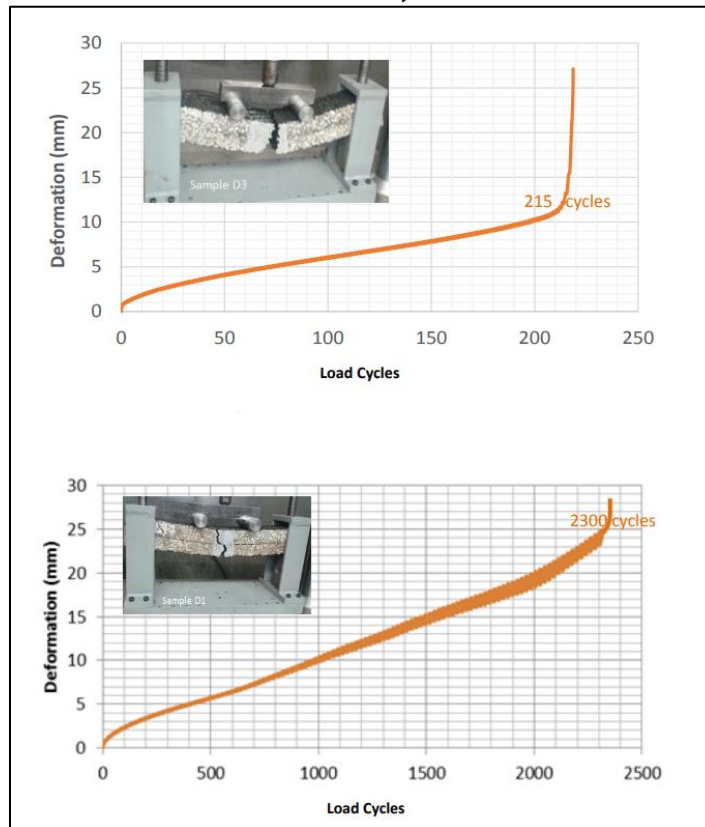 30
25
20
15
10
5
0
Deformation (mm)
Sample D3
215 cycles
0 50 100 150 200 250
Load Cycles
30
25
20
15
10
5
0
Deformation (mm)
Sample D1
2300 cycles
0 500 1000 1500 2000 2500
Load Cycles